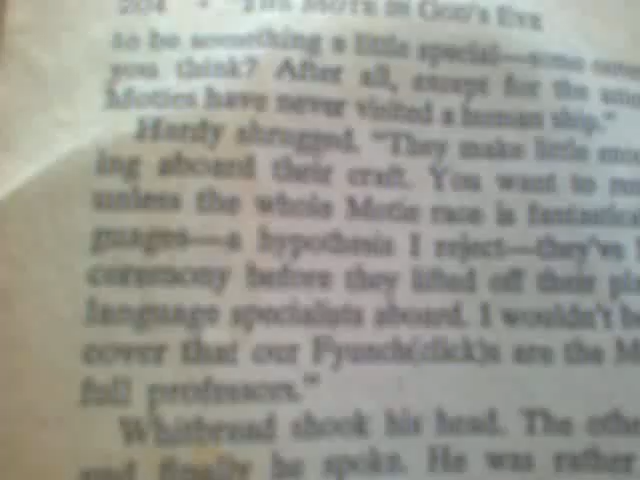 204 • THE MOTE IN GOD'S EYE
to be something a little special—some
you think? After all, except for the
Moties have never visited a human ship."
Hardy shrugged. "They make little
ing aboard their craft. You want to
unless the whole Motie race is
guages—a hypothesis I reject—they've
ceremony before they lifted off their
language specialists aboard. I wouldn't
cover that our Fyunch(click)s are the
full professors."
Whitbread shook his head. The
and finally he spoke. He was rather